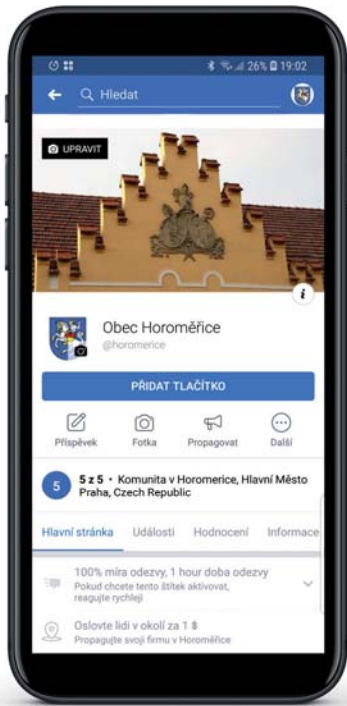 26% 19:02
Hledat
UPRAVIT
i
Obec Horoměřice
@horomerice
PŘIDAT TLAČÍTKO
Příspěvek Fotka Propagovat Další
5
5 z 5 • Komunita v Horomerice, Hlavní Město
Praha, Czech Republic
Hlavní stránka Události Hodnocení Informace
100% míra odezvy, 1 hour doba odezvy
Pokud chcete tento štítek aktivovat,
reagujte rychleji
Oslovte lidi v okolí za 1 $
Propagujte svoji firmu v Horoměřice